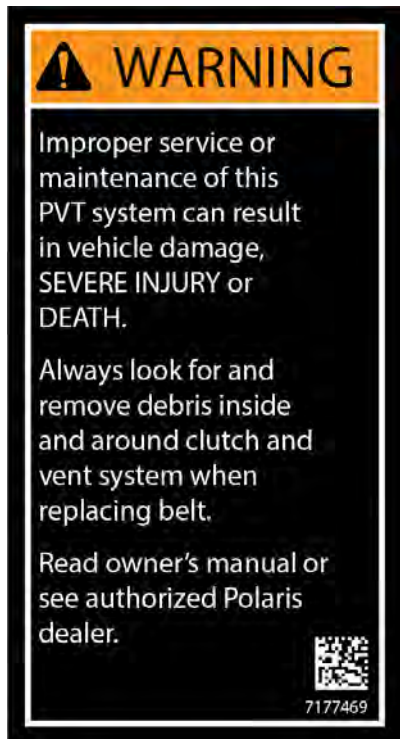 WARNING
Improper service or
maintenance of this
PVT system can result
in vehicle damage,
SEVERE INJURY or
DEATH.
Always look for and
remove debris inside
and around clutch and
vent system when
replacing belt.
Read owner’s manual or
see authorized Polaris
dealer.
7177469